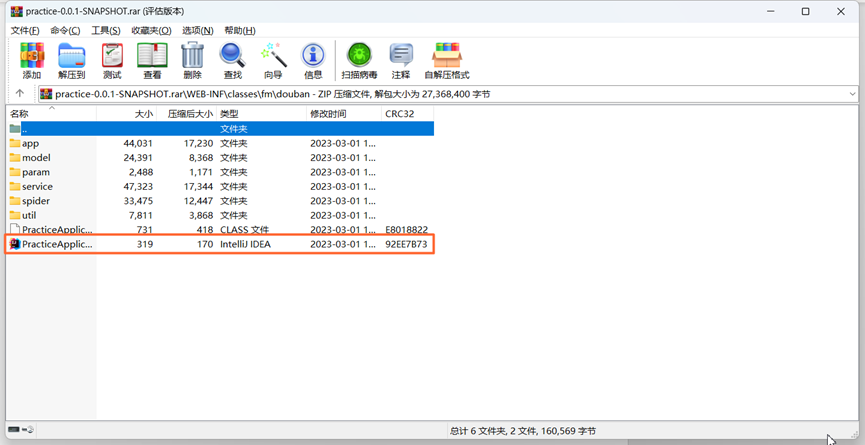 practice-0.0.1-SNAPSHOT.rar (评估版本)
文件(F) 命令(C) 工具(S) 收藏夹(O) 选项(N) 帮助(H)
添加 解压到 测试 查看 删除 查找 向导 信息 扫描病毒 注释 自解压格式
practice-0.0.1-SNAPSHOT.rar\WEB-INF\classes\fm\douban - ZIP 压缩文件, 解包大小为 27,368,400 字节
名称 大小 压缩后大小 类型 修改时间 CRC32
.. 文件夹
app 44,031 17,230 文件夹 2023-03-01 1...
model 24,391 8,368 文件夹 2023-03-01 1...
param 2,488 1,171 文件夹 2023-03-01 1...
service 47,323 17,344 文件夹 2023-03-01 1...
spider 33,475 12,447 文件夹 2023-03-01 1...
util 7,811 3,868 文件夹 2023-03-01 1...
PracticeApplic... 731 418 CLASS 文件 2023-03-01 1... E8018822
PracticeApplic... 319 170 IntelliJ IDEA 2023-03-01 1... 92EE7B73
总计 6 文件夹, 2 文件, 160,569 字节